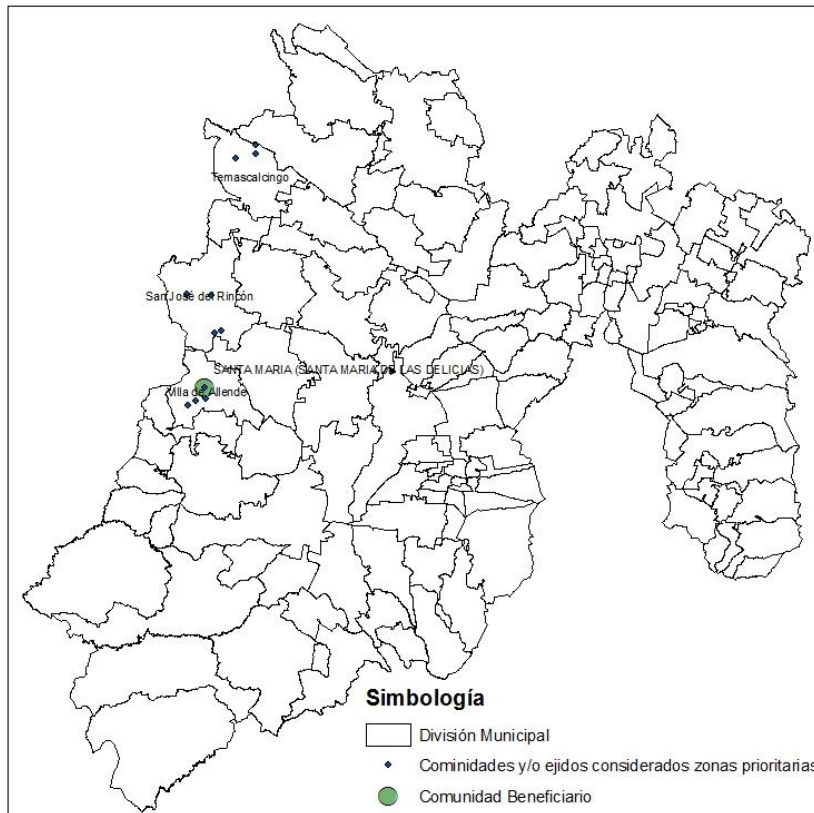 Temascalcingo
San José del Rincón
SANTA MARIA (SANTA MARIA DE LAS DELICIAS)
Villa de Allende
Simbología
División Municipal
Cominidades y/o ejidos considerados zonas prioritarias
Comunidad Beneficiario